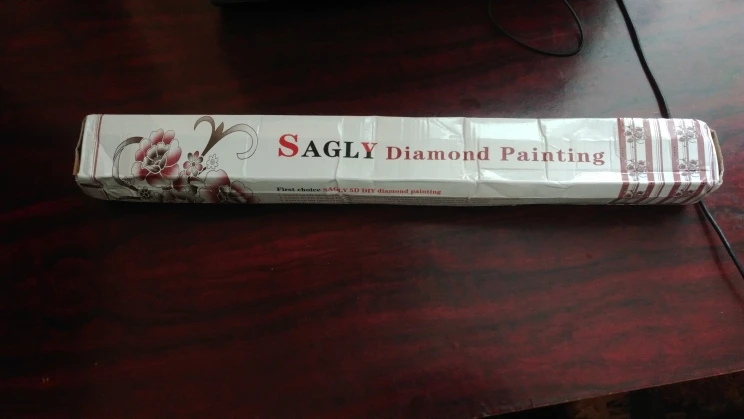 SAGLY Diamond Painting
First choice SAGLY 5D DIY diamond painting